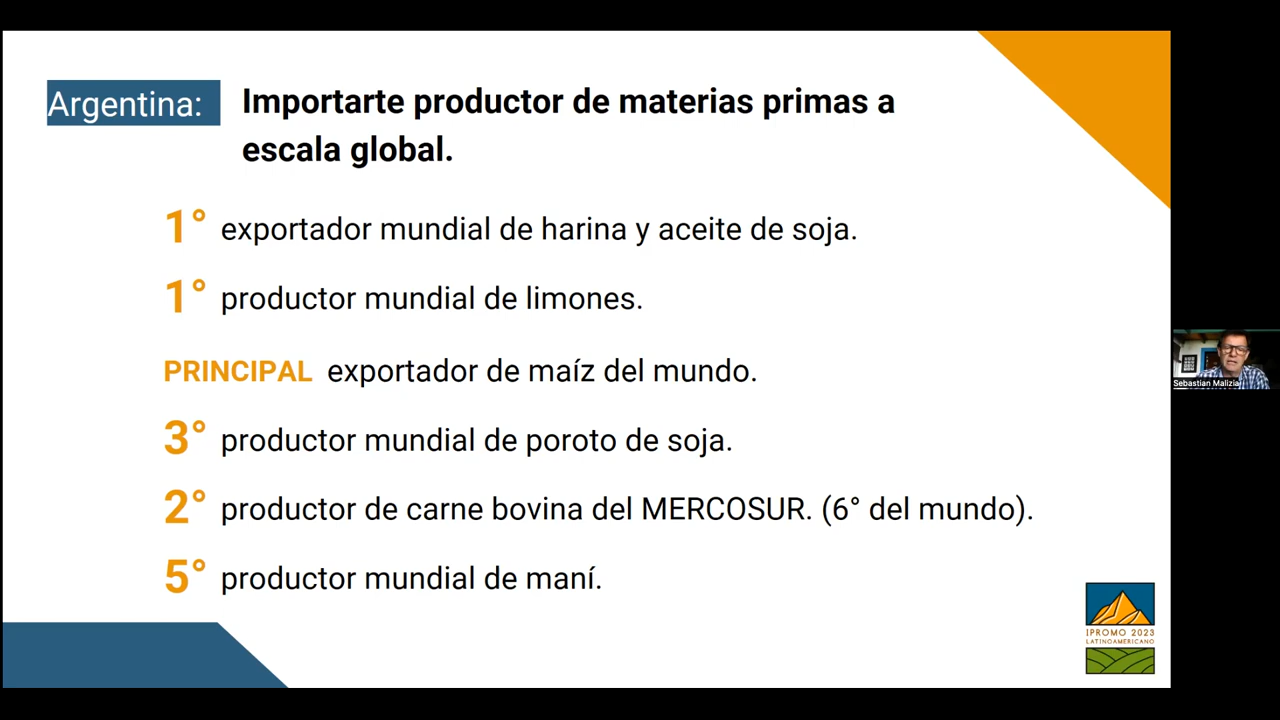 Argentina:
Importarte productor de materias primas a
escala global.
1° exportador mundial de harina y aceite de soja.
1° productor mundial de limones.
PRINCIPAL exportador de maíz del mundo.
3° productor mundial de poroto de soja.
2° productor de carne bovina del MERCOSUR. (6° del mundo).
5° productor mundial de maní.
IPROMO 2023
LATINOAMERICANO
Sebastian Malizia